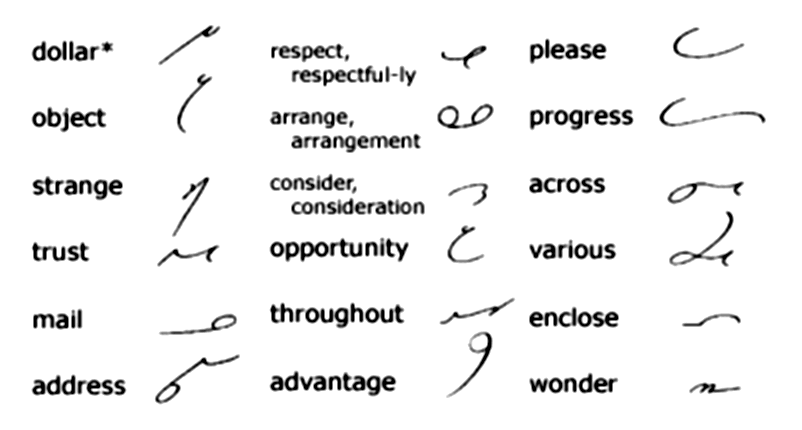 dollar*
respect,
respectful-ly
please
object
arrange,
arrangement
progress
strange
consider,
consideration
across
trust
opportunity
various
mail
throughout
enclose
address
advantage
wonder